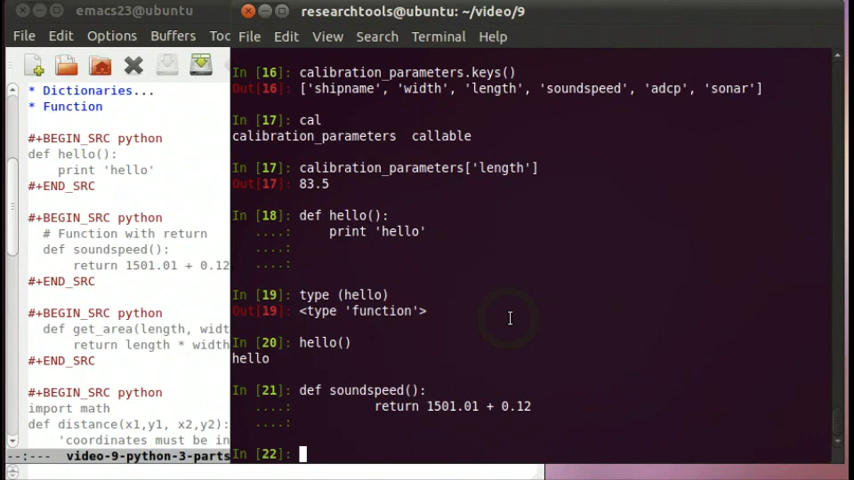 emacs23@ubuntu
File Edit Options Buffers Too
* Dictionaries...
* Function
#+BEGIN_SRC python
def hello():
    print 'hello'
#+END_SRC
#+BEGIN_SRC python
  # Function with return
  def soundspeed():
    return 1501.01 + 0.12
#+END_SRC
#+BEGIN_SRC python
  def get_area(length, widt
    return length * width
#+END_SRC
#+BEGIN_SRC python
import math
def distance(x1,y1, x2,y2):
    'coordinates must be in
--:--- video-9-python-3-parts
researchtools@ubuntu: ~/video/9
File Edit View Search Terminal Help
In [16]: calibration_parameters.keys()
Out[16]: ['shipname', 'width', 'length', 'soundspeed', 'adcp', 'sonar']
In [17]: cal
calibration_parameters  callable
In [17]: calibration_parameters['length']
Out[17]: 83.5
In [18]: def hello():
   ....:     print 'hello'
   ....:
   ....:
In [19]: type (hello)
Out[19]: <type 'function'>
In [20]: hello()
hello
In [21]: def soundspeed():
   ....:           return 1501.01 + 0.12
   ....:
In [22]: